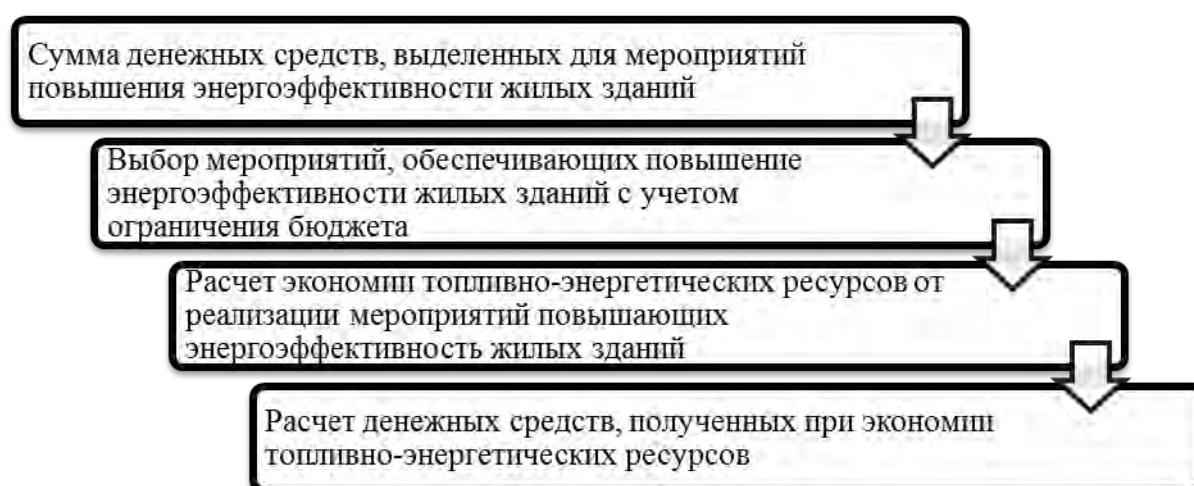 Сумма денежных средств, выделенных для мероприятий
повышения энергоэффективности жилых зданий
Выбор мероприятий, обеспечивающих повышение
энергоэффективности жилых зданий с учетом
ограничения бюджета
Расчет экономии топливно-энергетических ресурсов от
реализации мероприятий повышающих
энергоэффективность жилых зданий
Расчет денежных средств, полученных при экономии
топливно-энергетических ресурсов